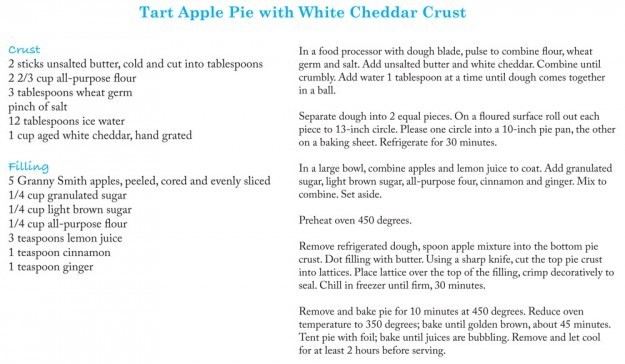 Tart Apple Pie with White Cheddar Crust
Crust
2 sticks unsalted butter, cold and cut into tablespoons
2 2/3 cup all-purpose flour
3 tablespoons wheat germ
pinch of salt
12 tablespoons ice water
1 cup aged white cheddar, hand grated
Filling
5 Granny Smith apples, peeled, cored and evenly sliced
1/4 cup granulated sugar
1/4 cup light brown sugar
1/4 cup all-purpose flour
3 teaspoons lemon juice
1 teaspoon cinnamon
1 teaspoon ginger
In a food processor with dough blade, pulse to combine flour, wheat
germ and salt. Add unsalted butter and white cheddar. Combine until
crumbly. Add water 1 tablespoon at a time until dough comes together
in a ball.
Separate dough into 2 equal pieces. On a floured surface roll out each
piece to 13-inch circle. Please one circle into a 10-inch pie pan, the other
on a baking sheet. Refrigerate for 30 minutes.
In a large bowl, combine apples and lemon juice to coat. Add granulated
sugar, light brown sugar, all-purpose four, cinnamon and ginger. Mix to
combine. Set aside.
Preheat oven 450 degrees.
Remove refrigerated dough, spoon apple mixture into the bottom pie
crust. Dot filling with butter. Using a sharp knife, cut the top pie crust
into lattices. Place lattice over the top of the filling, crimp decoratively to
seal. Chill in freezer until firm, 30 minutes.
Remove and bake pie for 10 minutes at 450 degrees. Reduce oven
temperature to 350 degrees; bake until golden brown, about 45 minutes.
Tent pie with foil; bake until juices are bubbling. Remove and let cool
for at least 2 hours before serving.